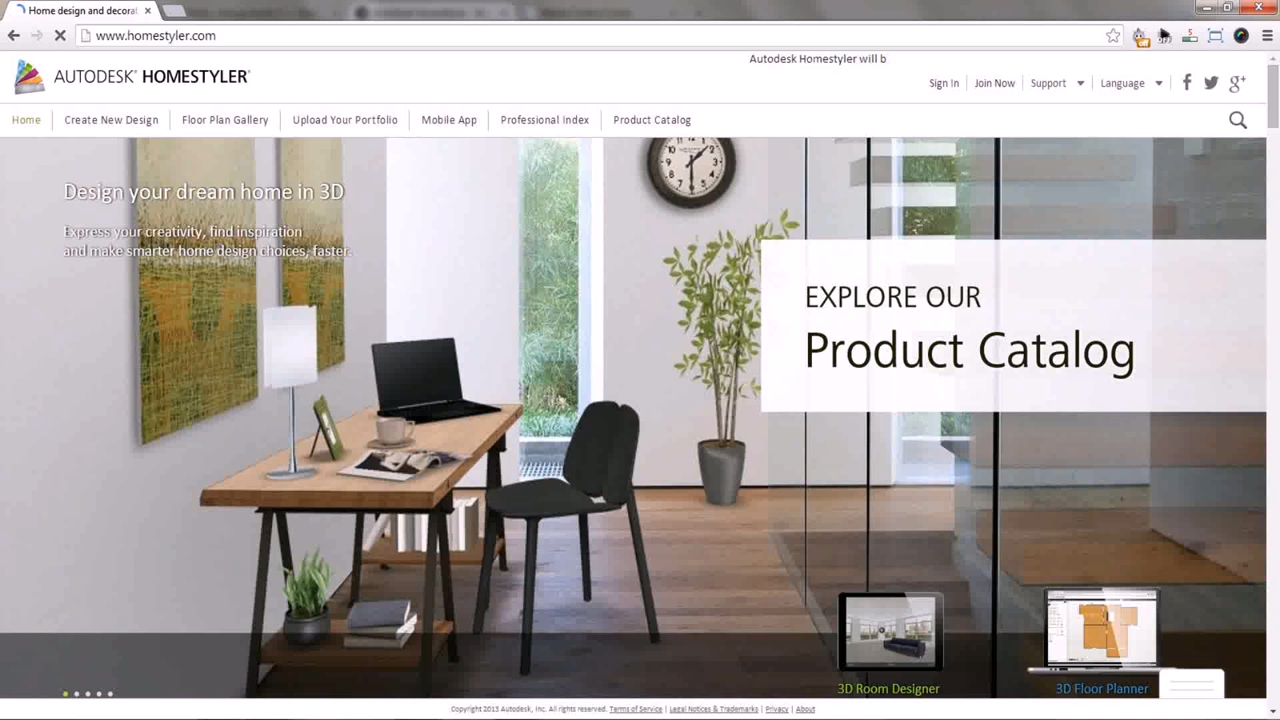 Home design and decorat
www.homestyler.com
AUTODESK® HOMESTYLER®
Autodesk Homestyler will b
Sign In
Join Now
Support
Language
Home
Create New Design
Floor Plan Gallery
Upload Your Portfolio
Mobile App
Professional Index
Product Catalog
Design your dream home in 3D
Express your creativity, find inspiration
and make smarter home design choices, faster.
EXPLORE OUR
Product Catalog
3D Room Designer
3D Floor Planner
Copyright 2013 Autodesk, Inc. All rights reserved. Terms of Service | Legal Notices & Trademarks | Privacy | About